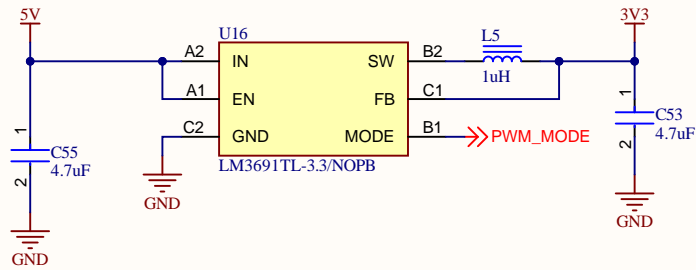 5V
3V3
U16
A2 IN SW B2
L5
1uH
A1 EN FB C1
C2 GND MODE B1
PWM_MODE
LM3691TL-3.3/NOPB
1
C55
4.7uF
2
1
C53
4.7uF
2
GND
GND
GND